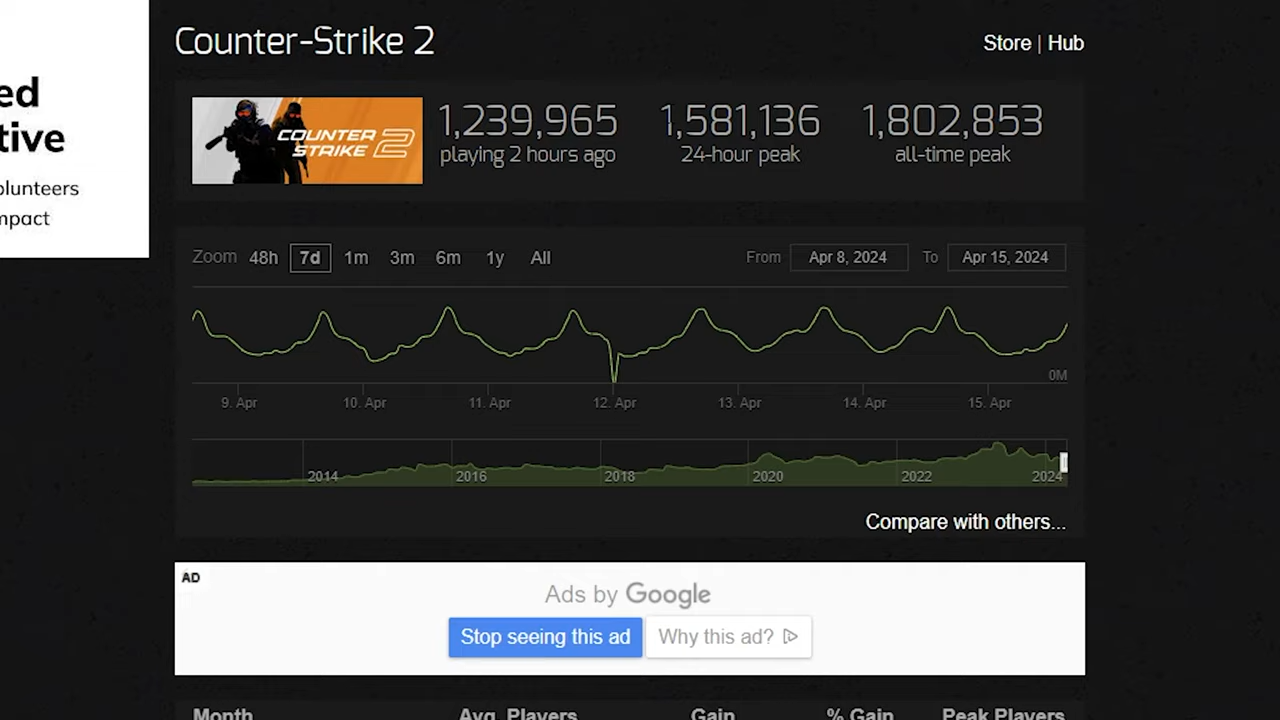 Counter-Strike 2
Store | Hub
ed
tive
olunteers
mpact
COUNTER
STRIKE 2
1,239,965
playing 2 hours ago
1,581,136
24-hour peak
1,802,853
all-time peak
Zoom 48h 7d 1m 3m 6m 1y All
From Apr 8, 2024 To Apr 15, 2024
0M
9. Apr 10. Apr 11. Apr 12. Apr 13. Apr 14. Apr 15. Apr
2014 2016 2018 2020 2022 2024
Compare with others...
AD
Ads by Google
Stop seeing this ad Why this ad?
Month Avg. Players Gain % Gain Peak Players